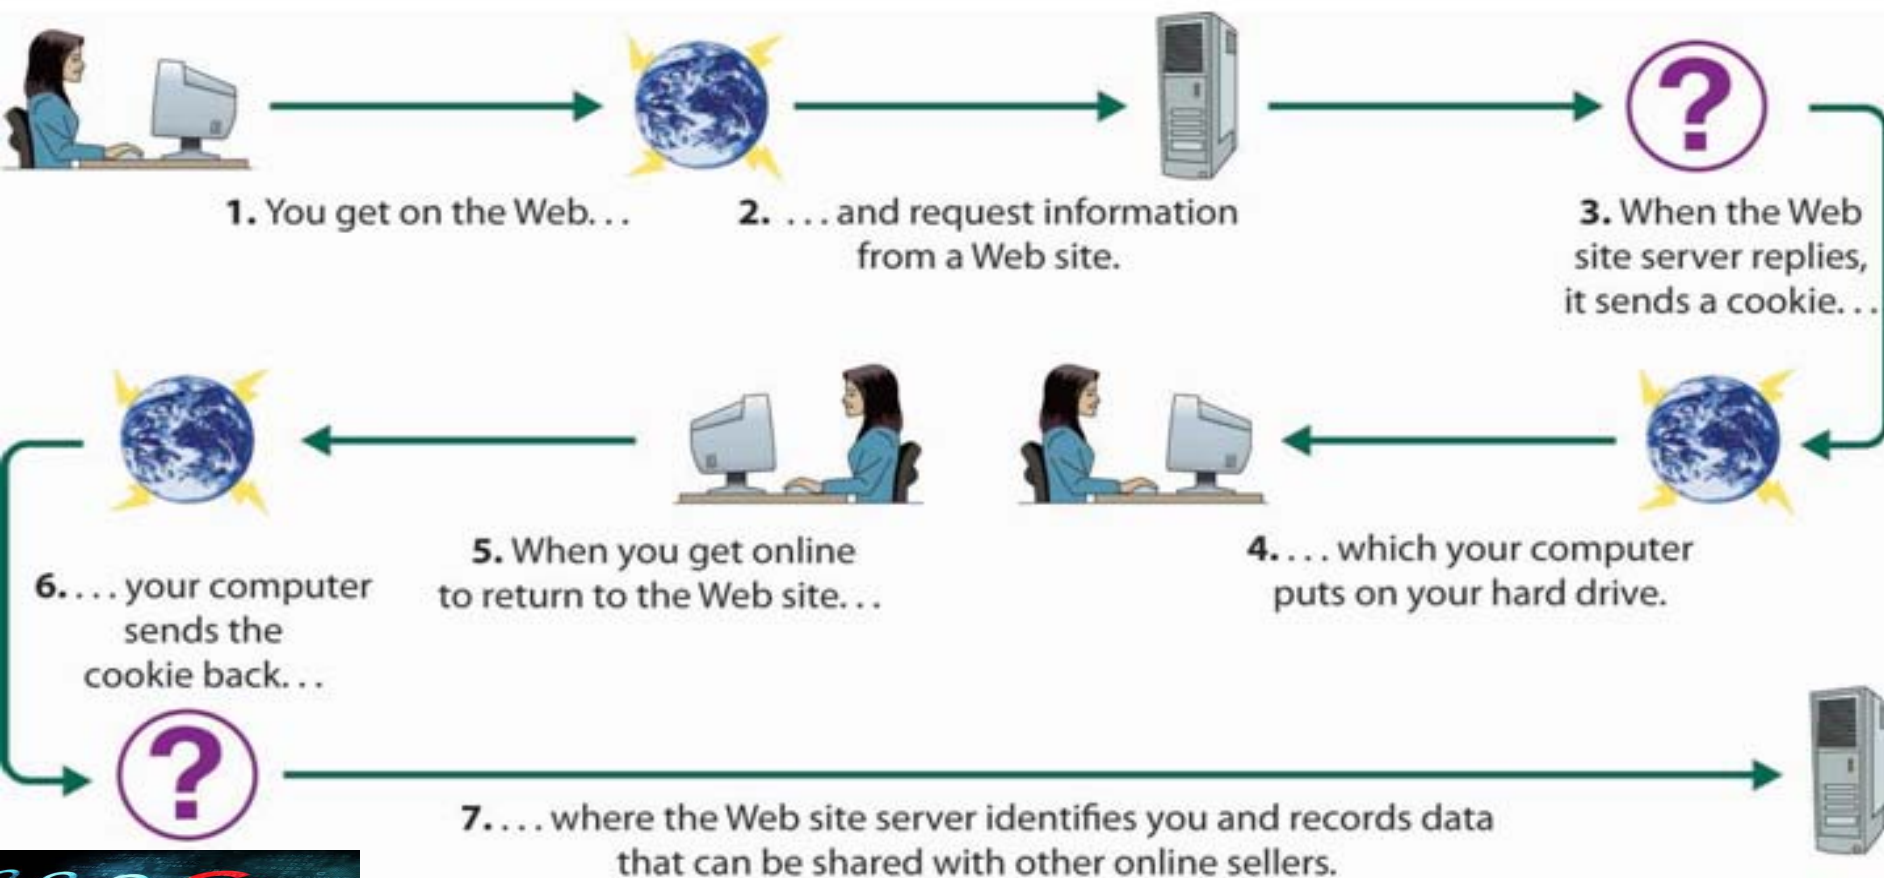 1. You get on the Web...
2. ...and request information
from a Web site.
3. When the Web
site server replies,
it sends a cookie...
4.... which your computer
puts on your hard drive.
5. When you get online
to return to the Web site...
6.... your computer
sends the
cookie back...
7.... where the Web site server identifies you and records data
that can be shared with other online sellers.
? 
?